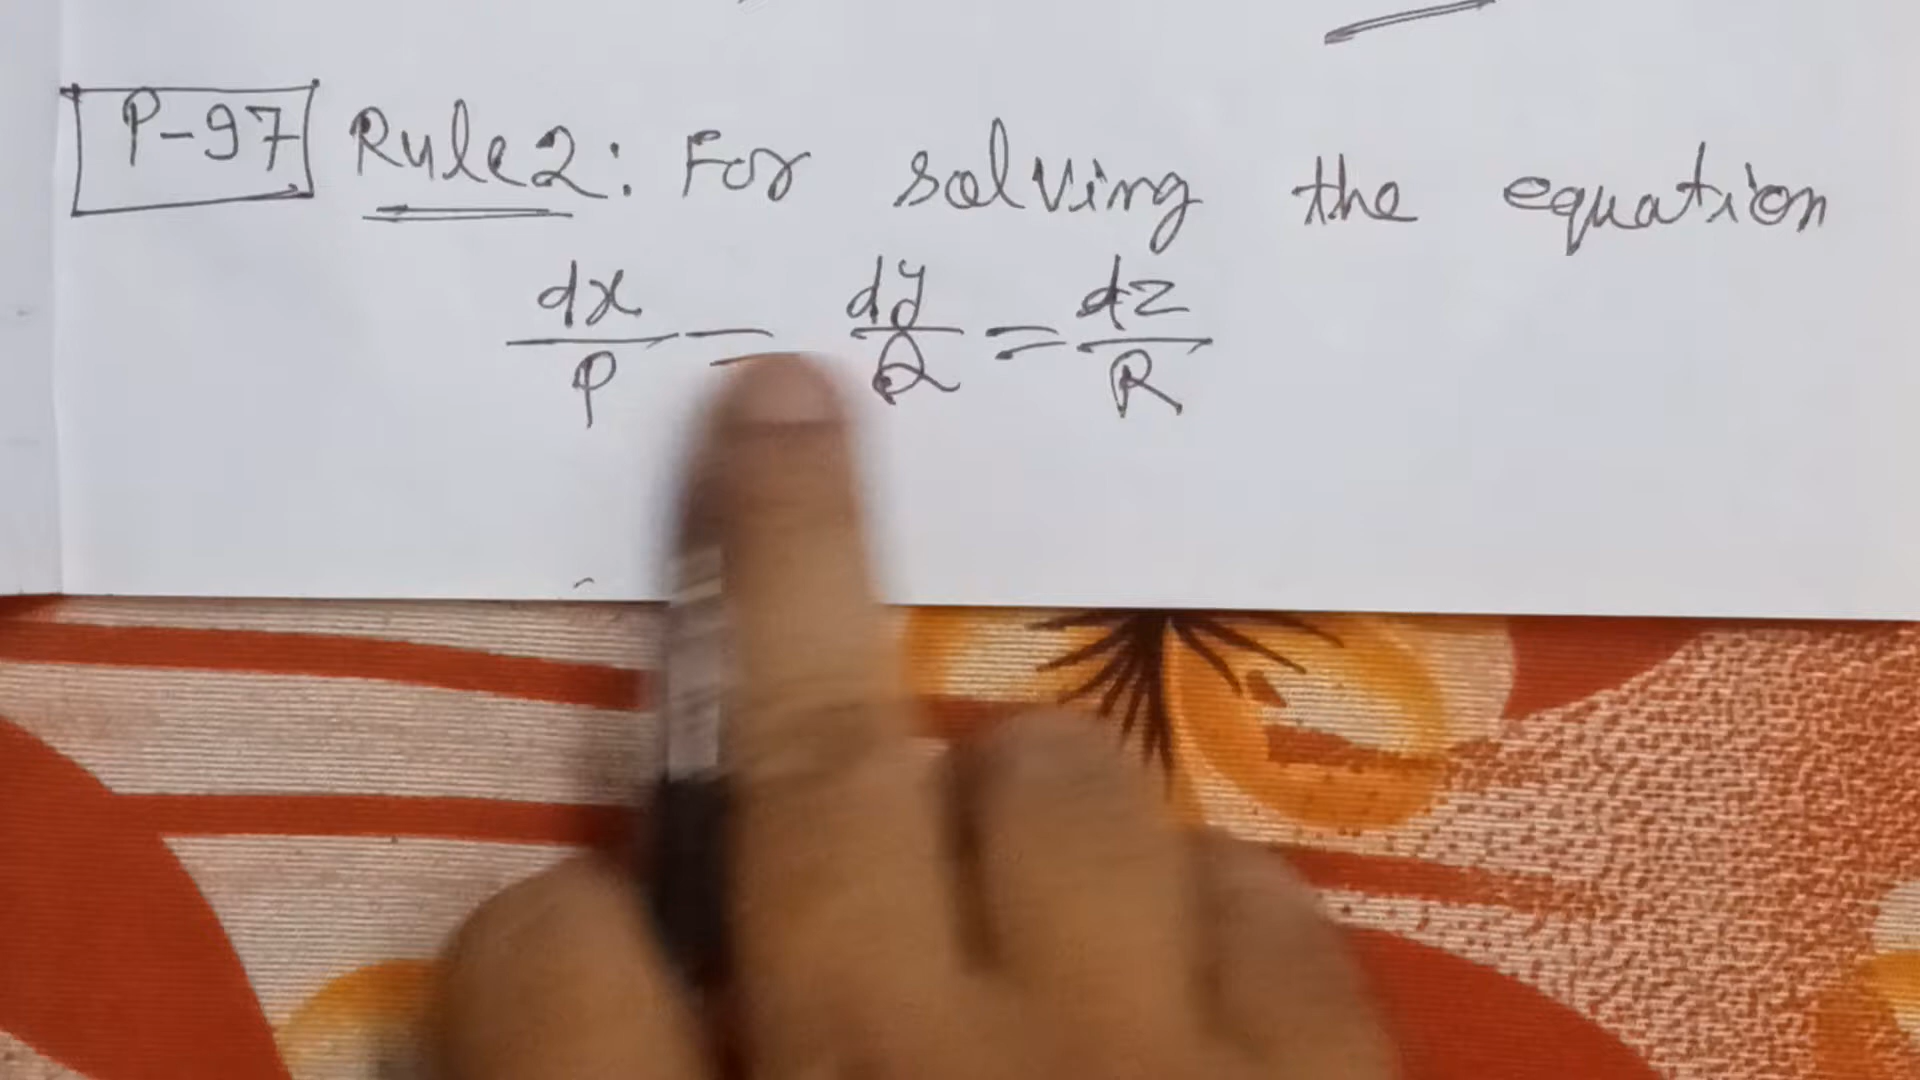 P-97 Rule2: For solving the equation
dx/P = dy/Q = dz/R